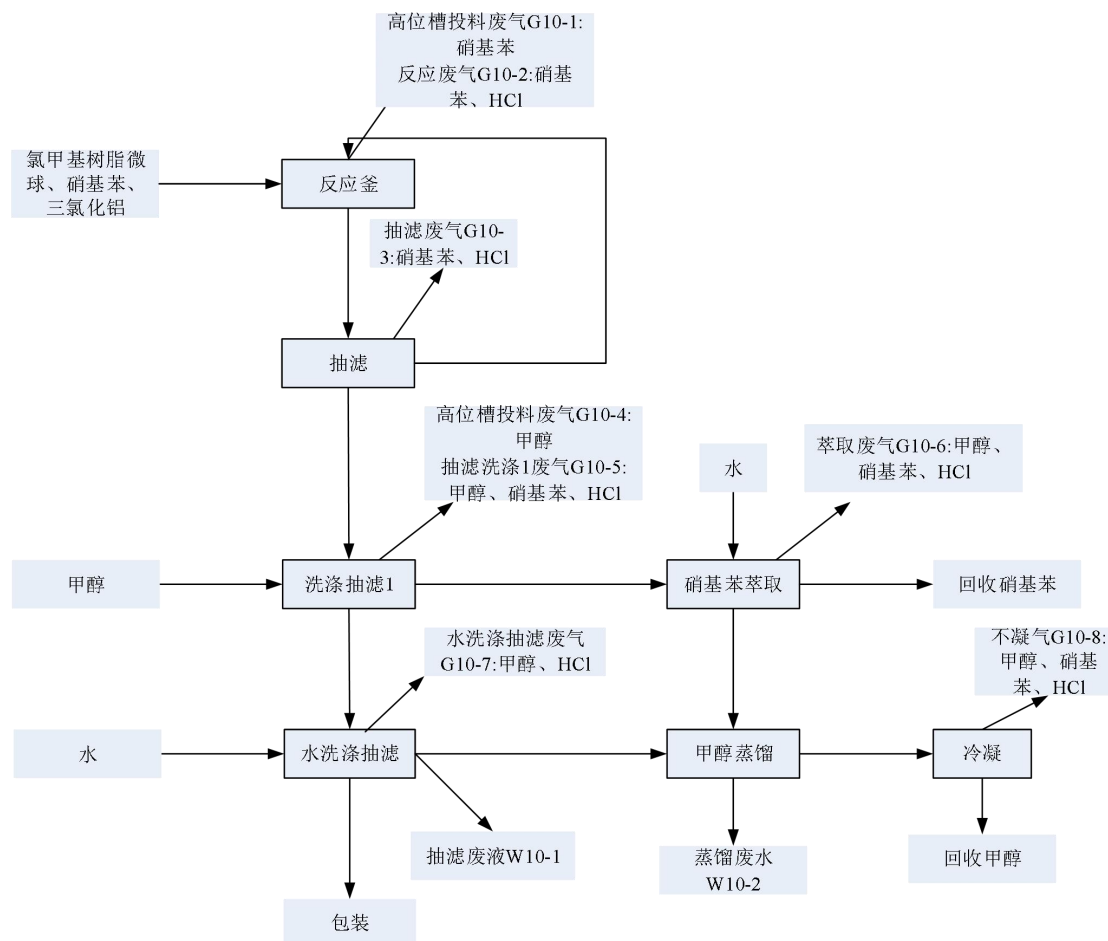 高位槽投料废气G10-1:
硝基苯
反应废气G10-2:硝基
苯、HCl
氯甲基树脂微
球、硝基苯、
三氯化铝
反应釜
抽滤废气G10-
3:硝基苯、HCl
抽滤
高位槽投料废气G10-4:
甲醇
抽滤洗涤1废气G10-5:
甲醇、硝基苯、HCl
水
萃取废气G10-6:甲醇、
硝基苯、HCl
甲醇
洗涤抽滤1
硝基苯萃取
回收硝基苯
水洗涤抽滤废气
G10-7:甲醇、HCl
不凝气G10-8:
甲醇、硝基
苯、HCl
水
水洗涤抽滤
甲醇蒸馏
冷凝
抽滤废液W10-1
蒸馏废水
W10-2
回收甲醇
包装